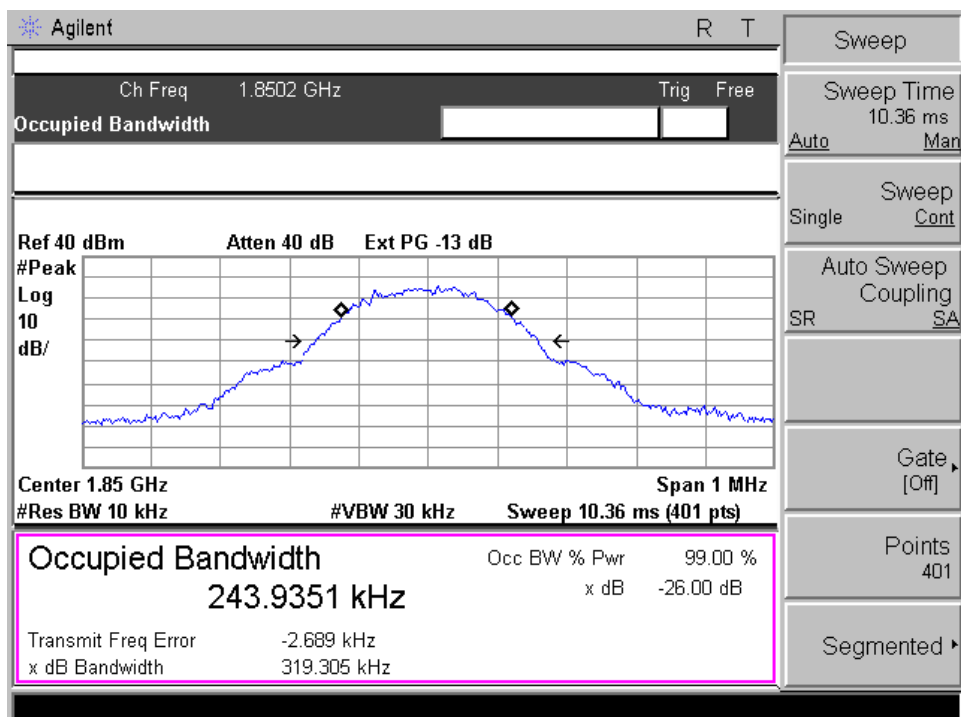 Agilent R T
Ch Freq 1.8502 GHz Trig Free
Occupied Bandwidth
Ref 40 dBm Atten 40 dB Ext PG -13 dB
#Peak
Log
10
dB/
Center 1.85 GHz Span 1 MHz
#Res BW 10 kHz #VBW 30 kHz Sweep 10.36 ms (401 pts)
Occupied Bandwidth Occ BW % Pwr 99.00 %
243.9351 kHz x dB -26.00 dB
Transmit Freq Error -2.689 kHz
x dB Bandwidth 319.305 kHz
Sweep
Sweep Time
10.36 ms
Auto Man
Sweep
Single Cont
Auto Sweep
Coupling
SR SA
Gate
[Off]
Points
401
Segmented